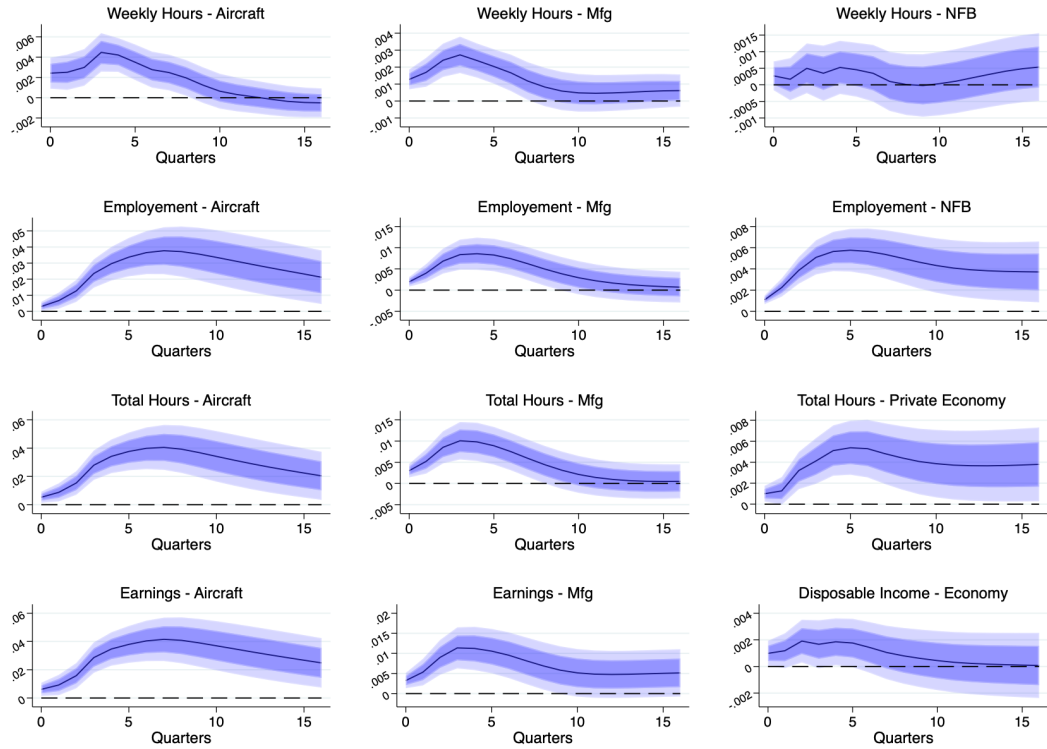 Weekly Hours - Aircraft
.006
.004
.002
0
-.002
0 5 10 15
Quarters
Weekly Hours - Mfg
.004
.003
.002
.001
0
-.001
0 5 10 15
Quarters
Weekly Hours - NFB
.0015
.001
.0005
0
-.0005
-.001
0 5 10 15
Quarters
Employement - Aircraft
.05
.04
.03
.02
.01
0
0 5 10 15
Quarters
Employement - Mfg
.015
.01
.005
0
-.005
0 5 10 15
Quarters
Employement - NFB
.008
.006
.004
.002
0
0 5 10 15
Quarters
Total Hours - Aircraft
.06
.04
.02
0
0 5 10 15
Quarters
Total Hours - Mfg
.015
.01
.005
0
-.005
0 5 10 15
Quarters
Total Hours - Private Economy
.008
.006
.004
.002
0
0 5 10 15
Quarters
Earnings - Aircraft
.06
.04
.02
0
0 5 10 15
Quarters
Earnings - Mfg
.02
.015
.01
.005
0
0 5 10 15
Quarters
Disposable Income - Economy
.004
.002
0
-.002
0 5 10 15
Quarters